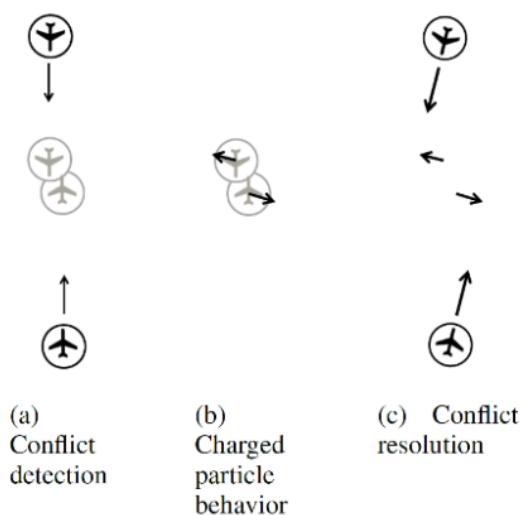 (a)
Conflict
detection
(b)
Charged
particle
behavior
(c) Conflict
resolution